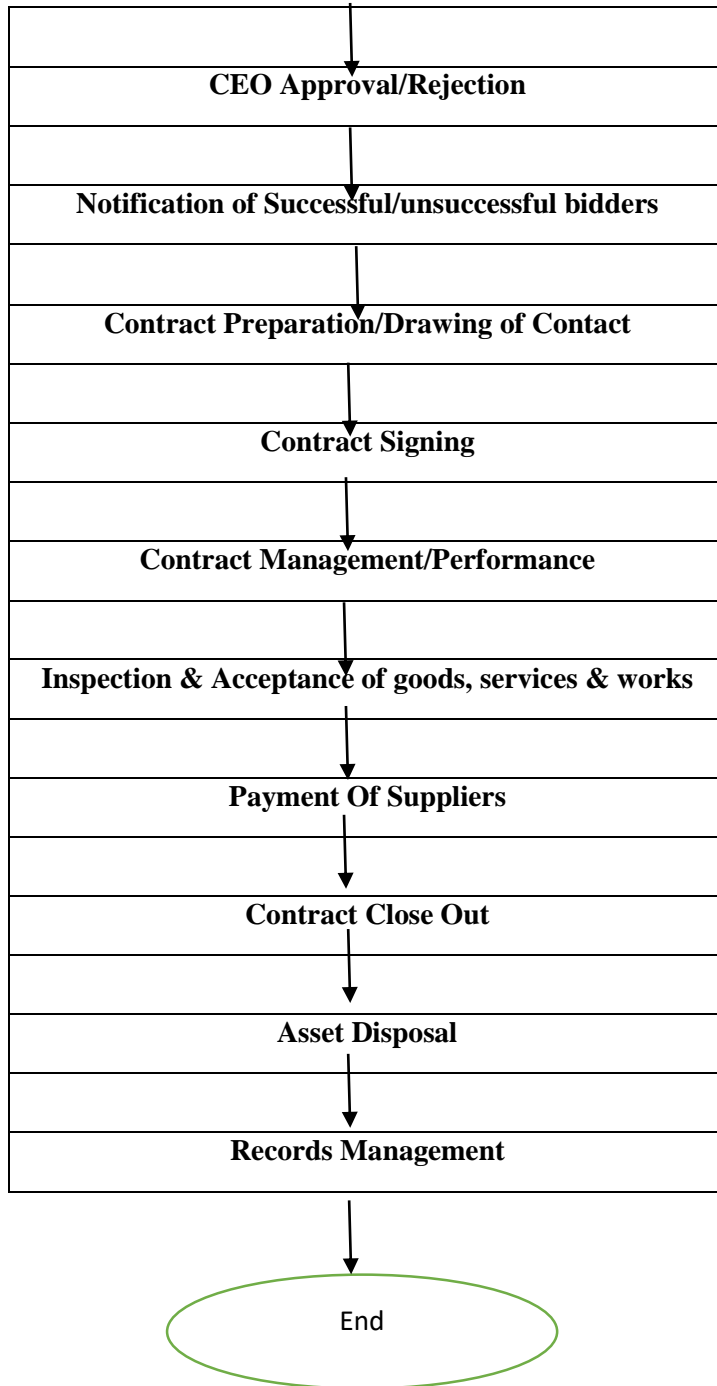 CEO Approval/Rejection
Notification of Successful/unsuccessful bidders
Contract Preparation/Drawing of Contact
Contract Signing
Contract Management/Performance
Inspection & Acceptance of goods, services & works
Payment Of Suppliers
Contract Close Out
Asset Disposal
Records Management
End